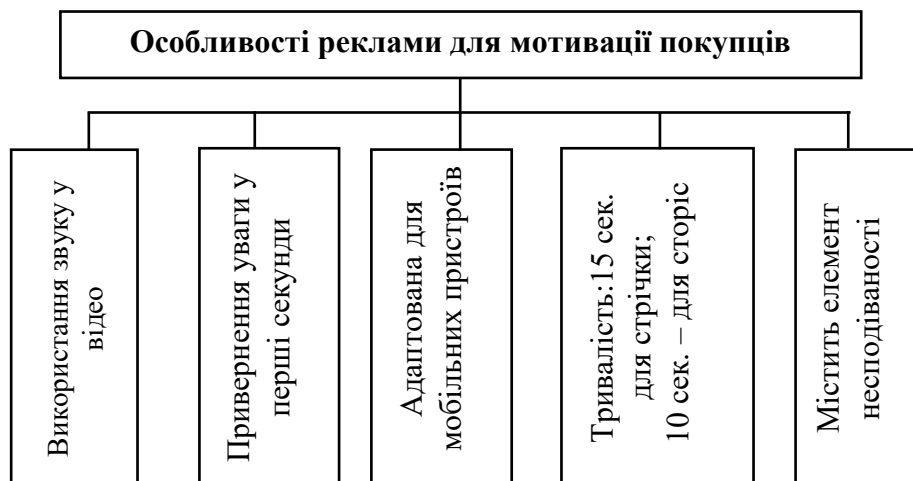 Особливості реклами для мотивації покупців
Використання звуку у
відео
Привернення уваги у
перші секунди
Адаптована для
мобільних пристроїв
Тривалість:15 сек.
для стрічки;
10 сек. – для сторіс
Містить елемент
несподіваності